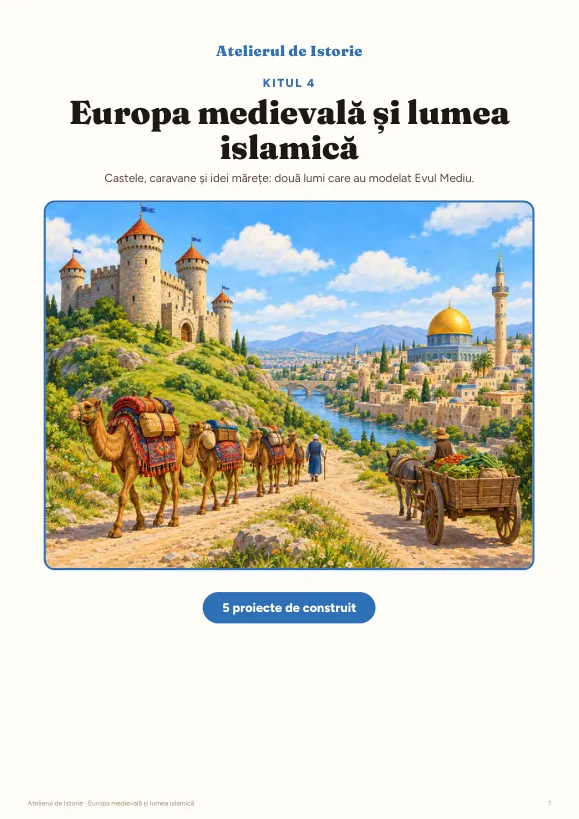 Atelierul de Istorie
KITUL 4
Europa medievală și lumea
islamică
Castele, caravane și idei mărețe: două lumi care au modelat Evul Mediu.
5 proiecte de construit
Atelierul de Istorie · Europa medievală și lumea islamică
1